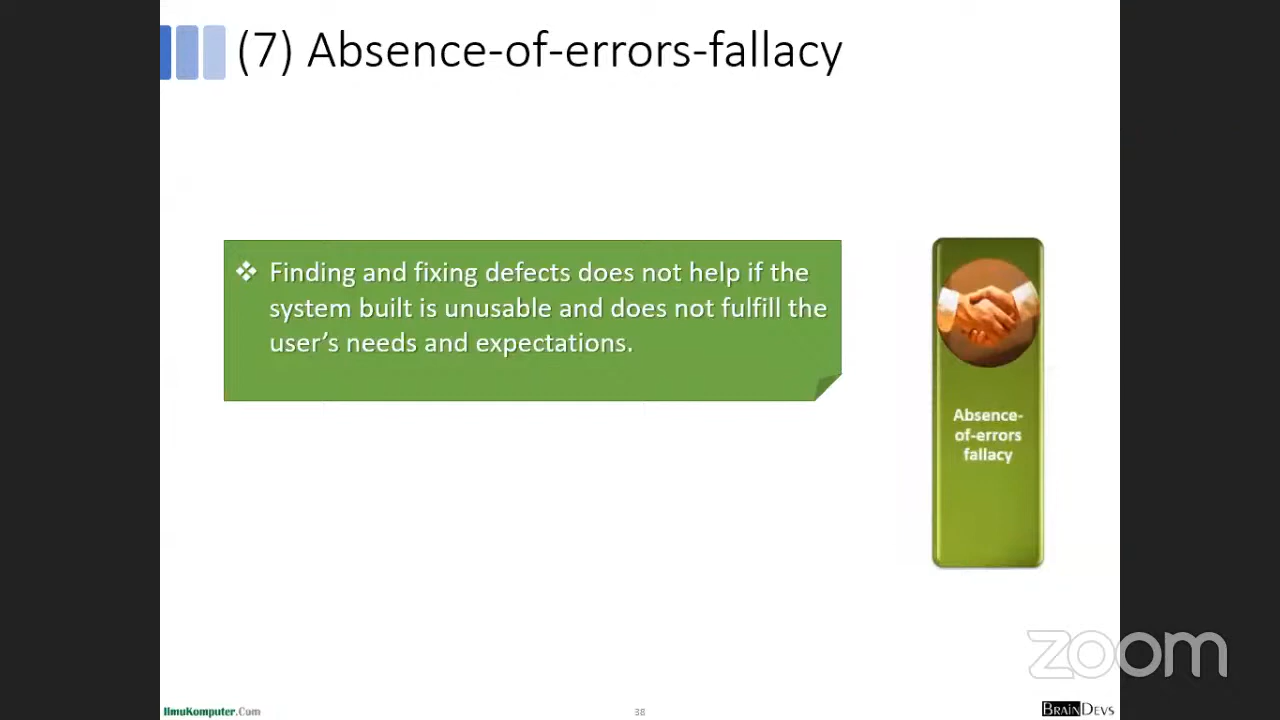 (7) Absence-of-errors-fallacy
❖ Finding and fixing defects does not help if the
system built is unusable and does not fulfill the
user’s needs and expectations.
Absence-
of-errors
fallacy
zoom
IlmuKomputer.Com
38
BRAINDEVS